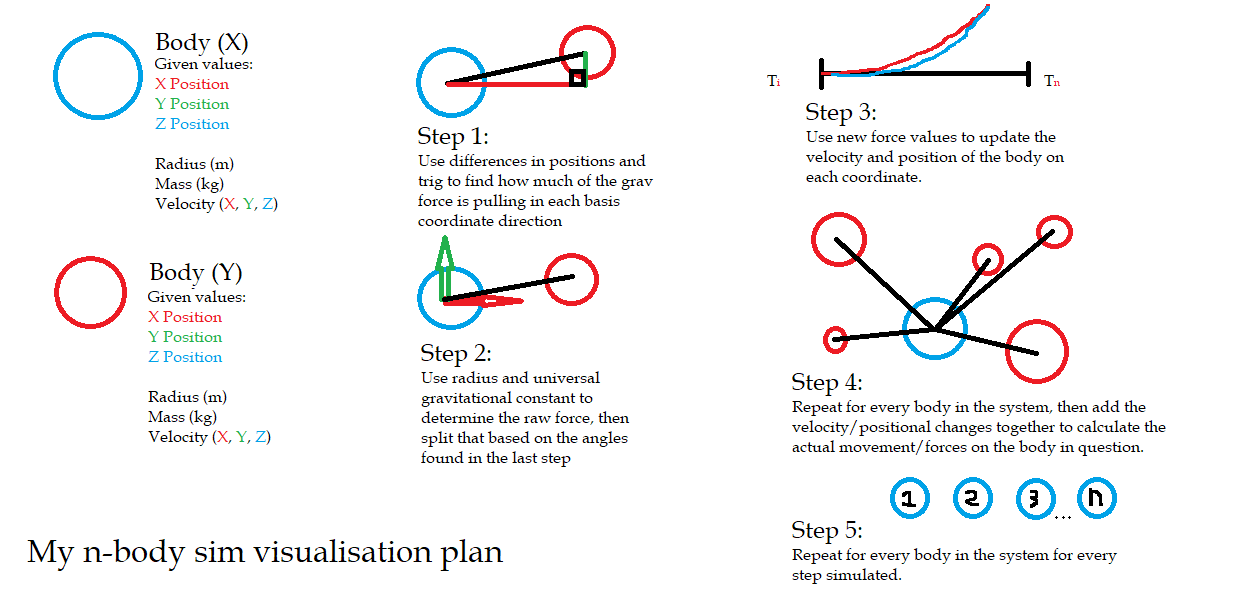 Body (X)
Given values:
X Position
Y Position
Z Position
Radius (m)
Mass (kg)
Velocity (X, Y, Z)
Body (Y)
Given values:
X Position
Y Position
Z Position
Radius (m)
Mass (kg)
Velocity (X, Y, Z)
My n-body sim visualisation plan
Step 1:
Use differences in positions and
trig to find how much of the grav
force is pulling in each basis
coordinate direction
Step 2:
Use radius and universal
gravitational constant to
determine the raw force, then
split that based on the angles
found in the last step
Ti
Tn
Step 3:
Use new force values to update the
velocity and position of the body on
each coordinate.
Step 4:
Repeat for every body in the system, then add the
velocity/positional changes together to calculate the
actual movement/forces on the body in question.
1 2 3 ... n
Step 5:
Repeat for every body in the system for every
step simulated.